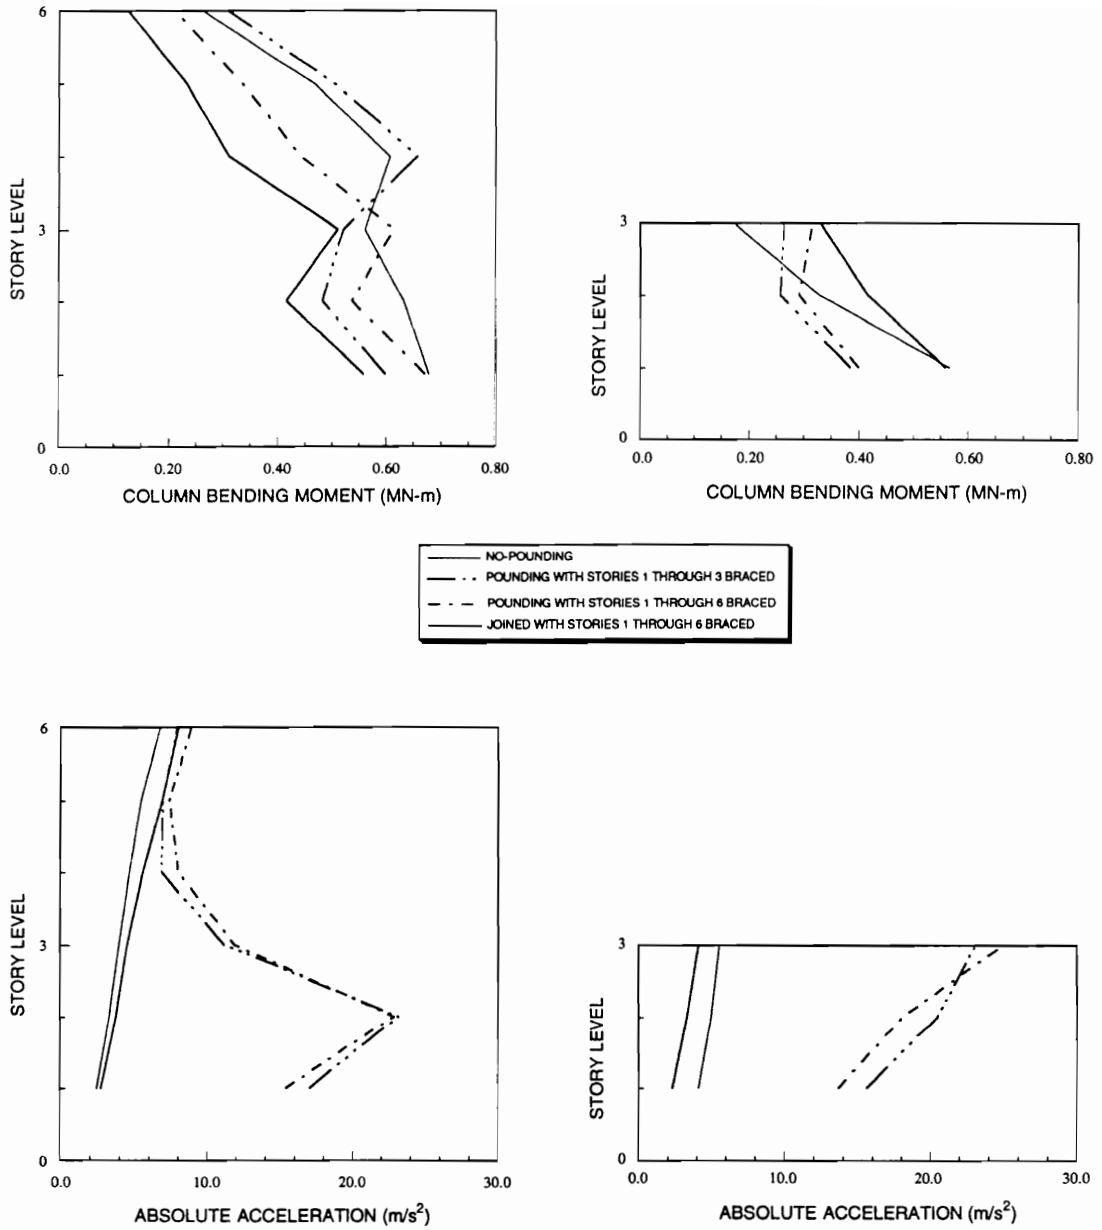 6
3
0
STORY LEVEL
0.0 0.20 0.40 0.60 0.80
COLUMN BENDING MOMENT (MN-m)
3
0
STORY LEVEL
0.0 0.20 0.40 0.60 0.80
COLUMN BENDING MOMENT (MN-m)
NO-POUNDING
POUNDING WITH STORIES 1 THROUGH 3 BRACED
POUNDING WITH STORIES 1 THROUGH 6 BRACED
JOINED WITH STORIES 1 THROUGH 6 BRACED
6
3
0
STORY LEVEL
0.0 10.0 20.0 30.0
ABSOLUTE ACCELERATION (m/s²)
3
0
STORY LEVEL
0.0 10.0 20.0 30.0
ABSOLUTE ACCELERATION (m/s²)